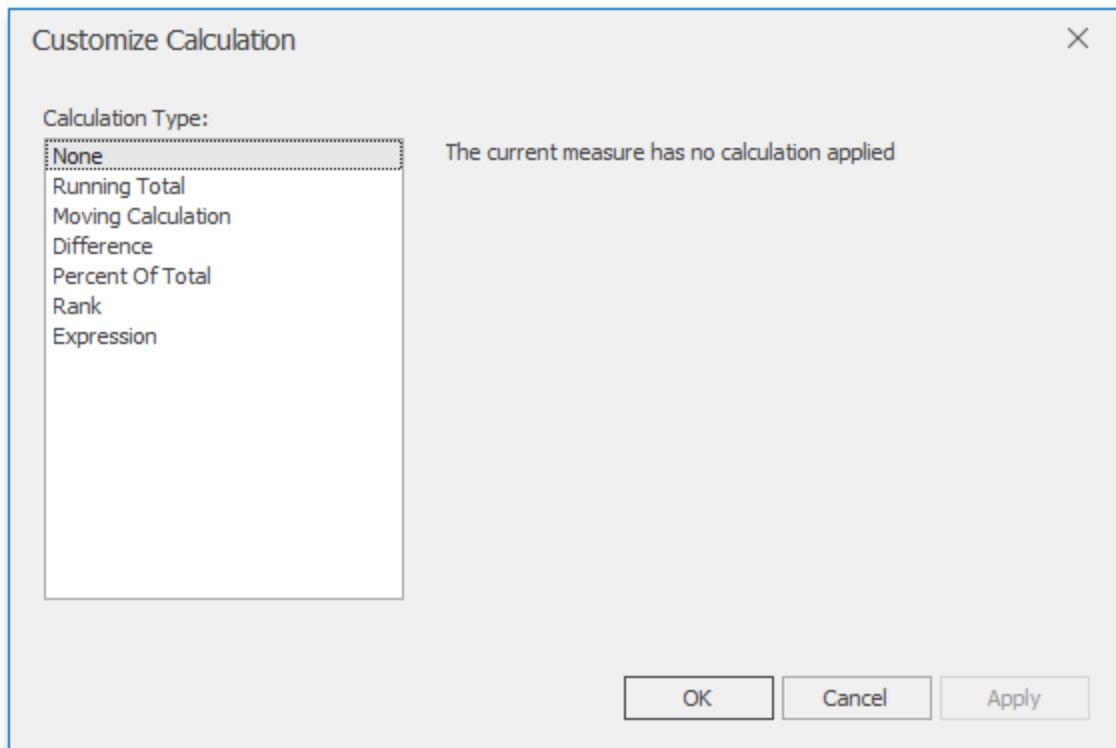 Customize Calculation
Calculation Type:
None
The current measure has no calculation applied
Running Total
Moving Calculation
Difference
Percent Of Total
Rank
Expression
OK
Cancel
Apply